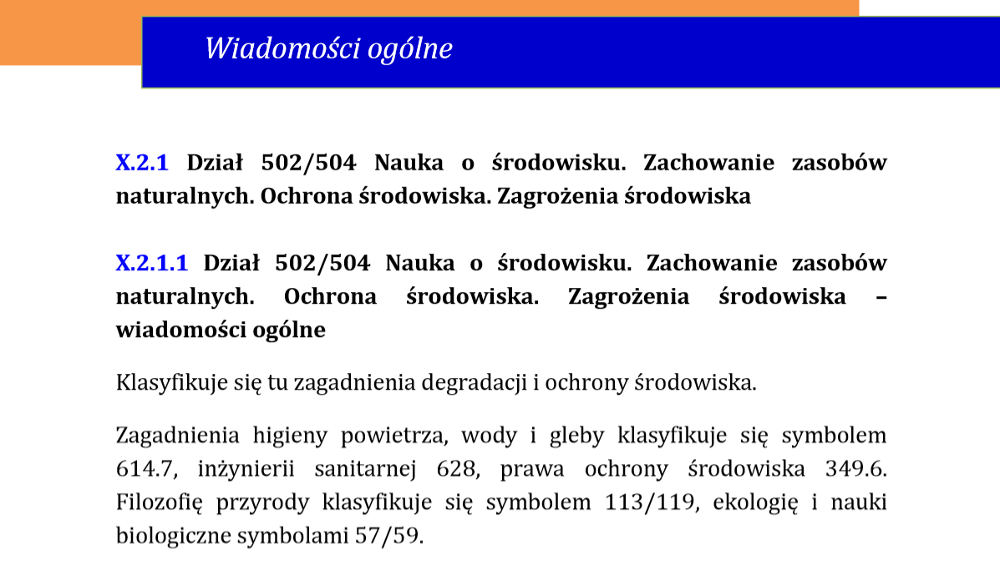 Wiadomości ogólne
X.2.1 Dział 502/504 Nauka o środowisku. Zachowanie zasobów
naturalnych. Ochrona środowiska. Zagrożenia środowiska
X.2.1.1 Dział 502/504 Nauka o środowisku. Zachowanie zasobów
naturalnych. Ochrona środowiska. Zagrożenia środowiska –
wiadomości ogólne
Klasyfikuje się tu zagadnienia degradacji i ochrony środowiska.
Zagadnienia higieny powietrza, wody i gleby klasyfikuje się symbolem
614.7, inżynierii sanitarnej 628, prawa ochrony środowiska 349.6.
Filozofię przyrody klasyfikuje się symbolem 113/119, ekologię i nauki
biologiczne symbolami 57/59.